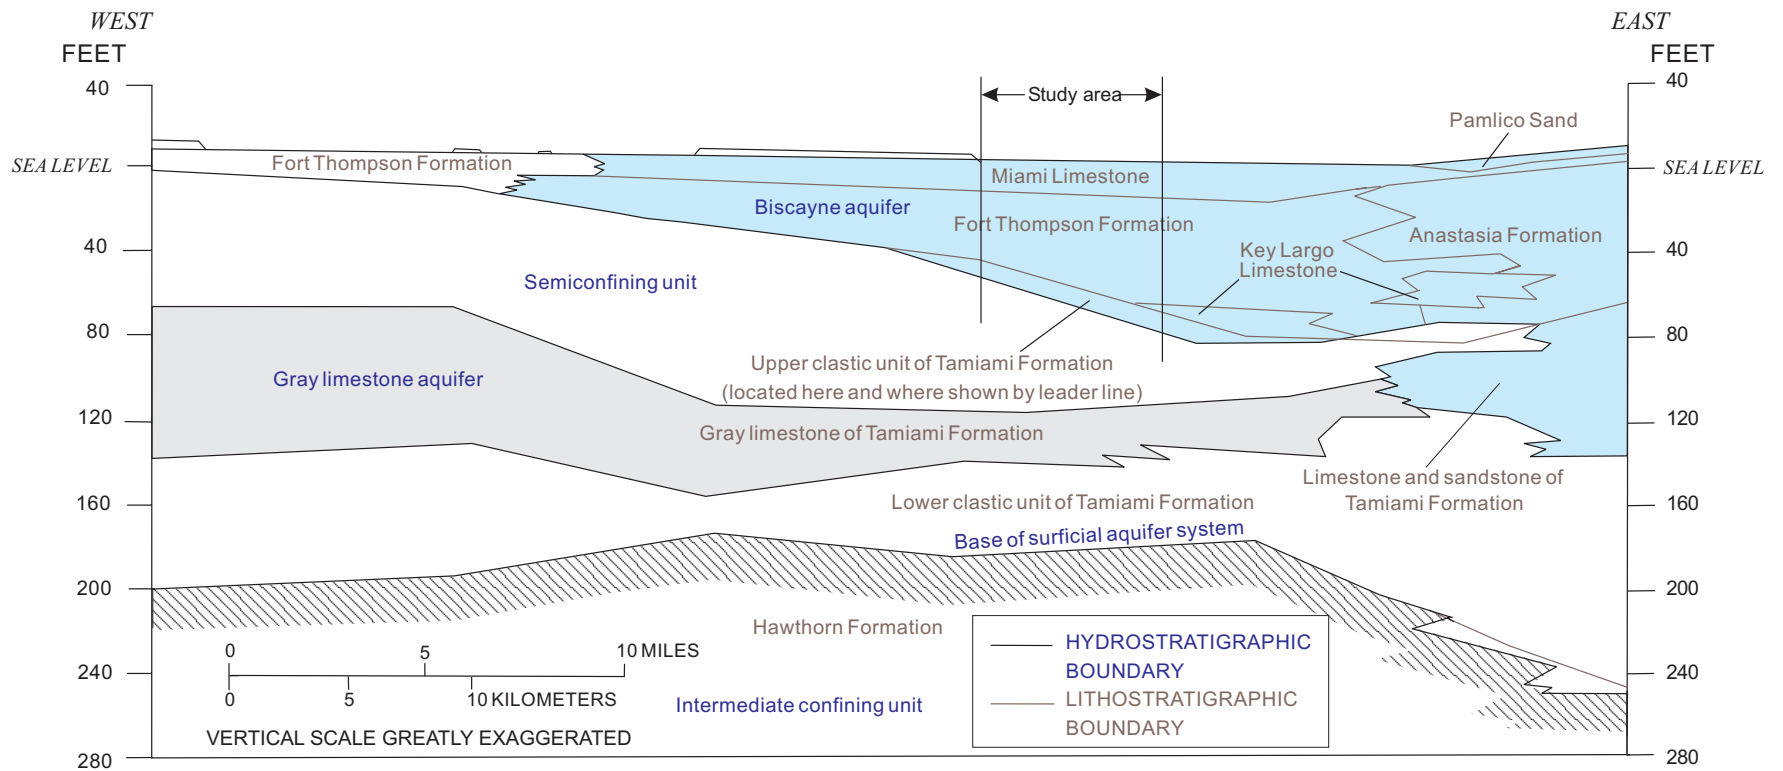 WEST
EAST
FEET
FEET
40
40
Study area
Pamlico Sand
SEA LEVEL
Fort Thompson Formation
SEA LEVEL
Miami Limestone
Biscayne aquifer
Fort Thompson Formation
Anastasia Formation
40
40
Key Largo
Limestone
Semiconfining unit
80
80
Upper clastic unit of Tamiami Formation
(located here and where shown by leader line)
Gray limestone aquifer
120
120
Gray limestone of Tamiami Formation
Limestone and sandstone of
Tamiami Formation
160
160
Lower clastic unit of Tamiami Formation
Base of surficial aquifer system
200
200
Hawthorn Formation
0 5 10 MILES
0 5 10 KILOMETERS
240
240
Intermediate confining unit
VERTICAL SCALE GREATLY EXAGGERATED
HYDROSTRATIGRAPHIC
BOUNDARY
LITHOSTRATIGRAPHIC
BOUNDARY
280
280